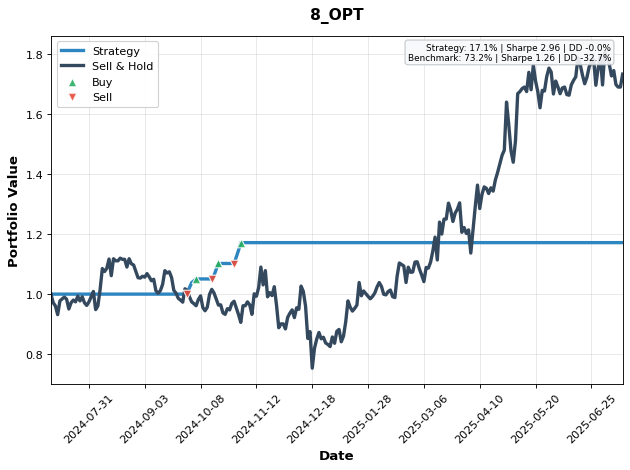 8_OPT
Strategy: 17.1% | Sharpe 2.96 | DD -0.0%
Benchmark: 73.2% | Sharpe 1.26 | DD -32.7%
Strategy
Sell & Hold
Buy
Sell
Portfolio Value
1.8
1.6
1.4
1.2
1.0
0.8
2024-07-31
2024-09-03
2024-10-08
2024-11-12
2024-12-18
2025-01-28
2025-03-06
2025-04-10
2025-05-20
2025-06-25
Date